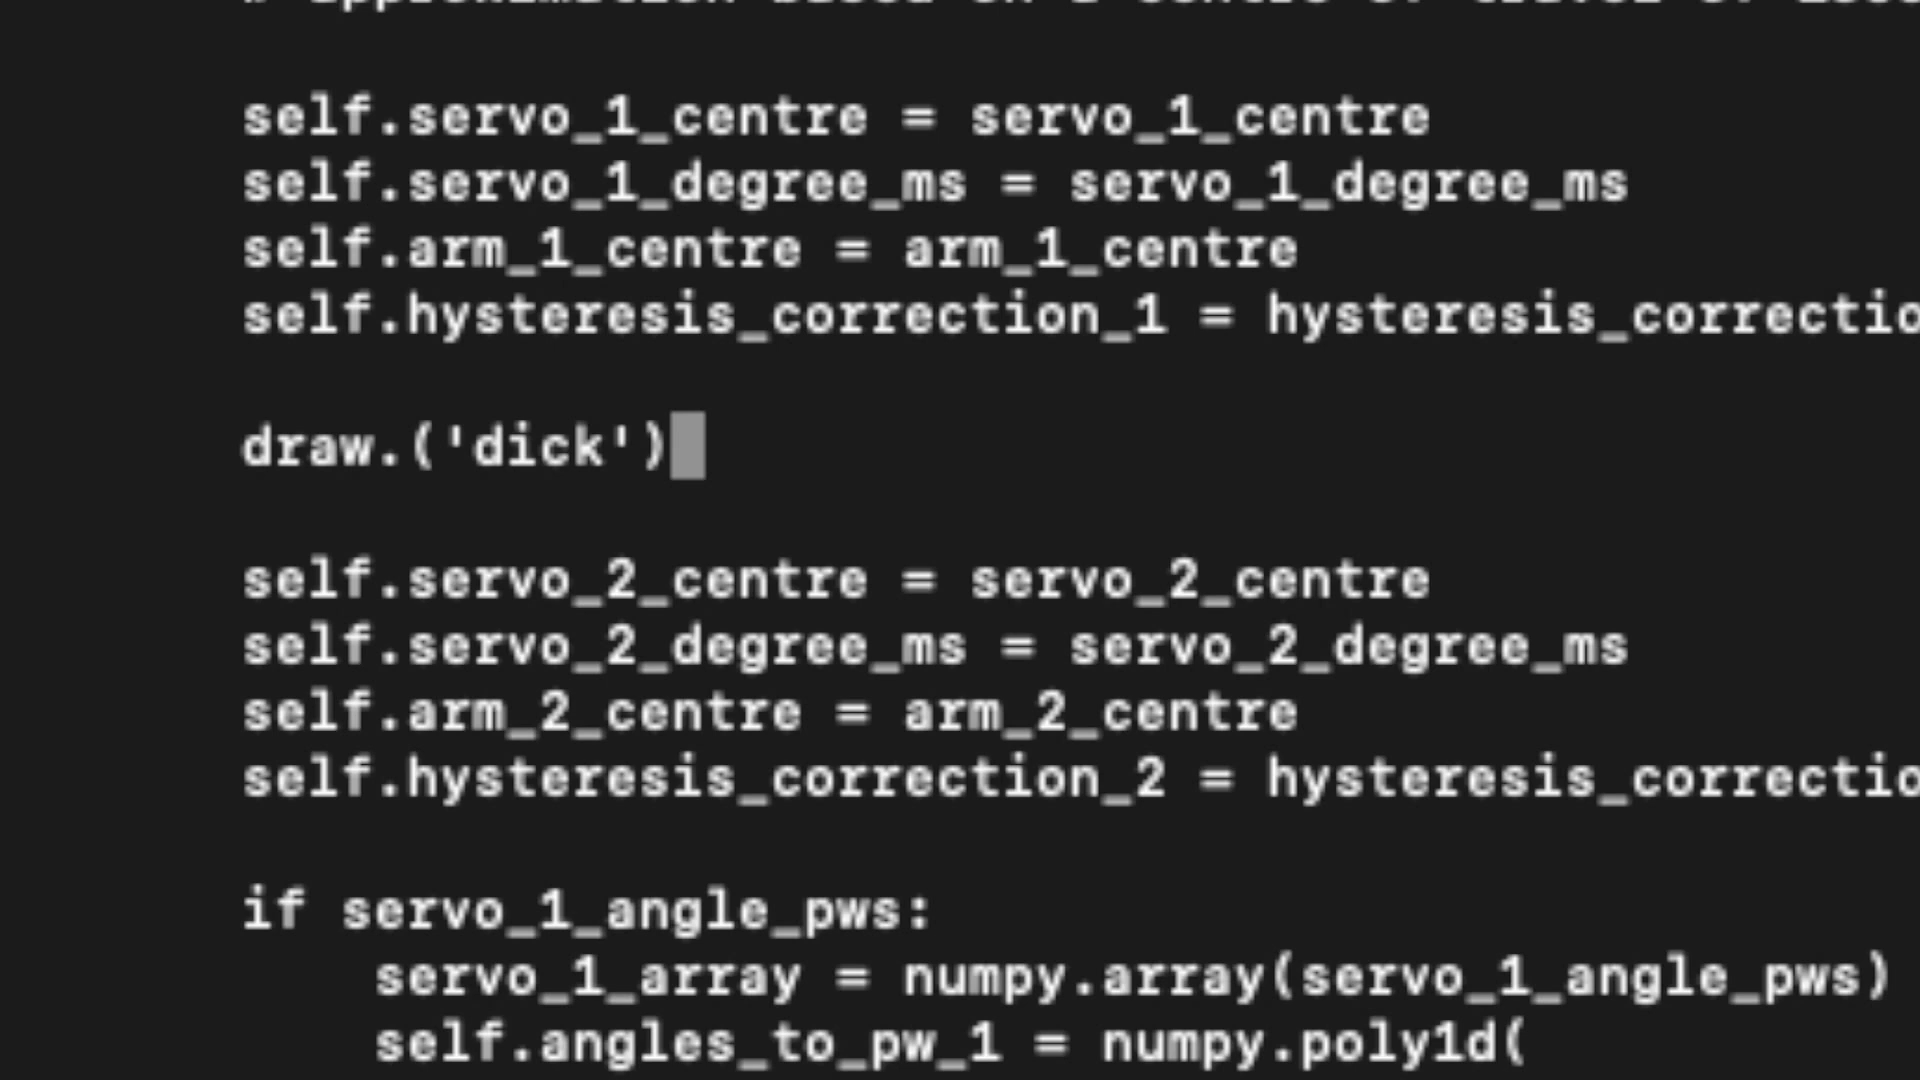 self.servo_1_centre = servo_1_centre
self.servo_1_degree_ms = servo_1_degree_ms
self.arm_1_centre = arm_1_centre
self.hysteresis_correction_1 = hysteresis_correctio
draw.('dick')
self.servo_2_centre = servo_2_centre
self.servo_2_degree_ms = servo_2_degree_ms
self.arm_2_centre = arm_2_centre
self.hysteresis_correction_2 = hysteresis_correctio
if servo_1_angle_pws:
servo_1_array = numpy.array(servo_1_angle_pws)
self.angles_to_pw_1 = numpy.poly1d(